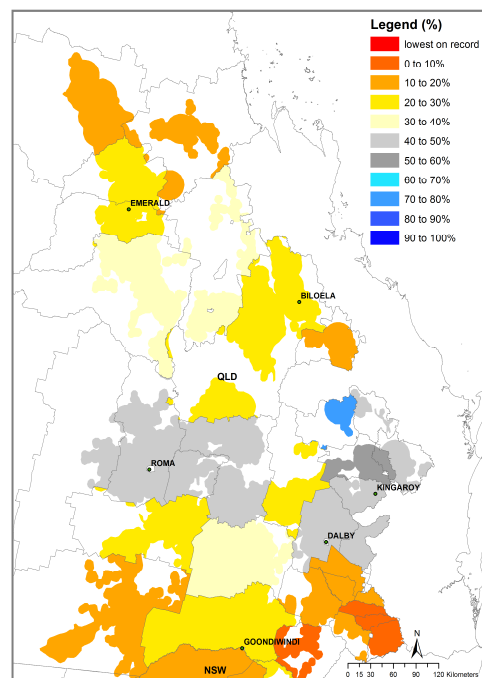 Legend (%)
lowest on record
0 to 10%
10 to 20%
20 to 30%
30 to 40%
40 to 50%
50 to 60%
60 to 70%
70 to 80%
80 to 90%
90 to 100%
EMERALD
BILOELA
QLD
ROMA
KINGAROY
DALBY
GOONDIWINDI
N
NSW
0 15 30 60 90 120 Kilometers